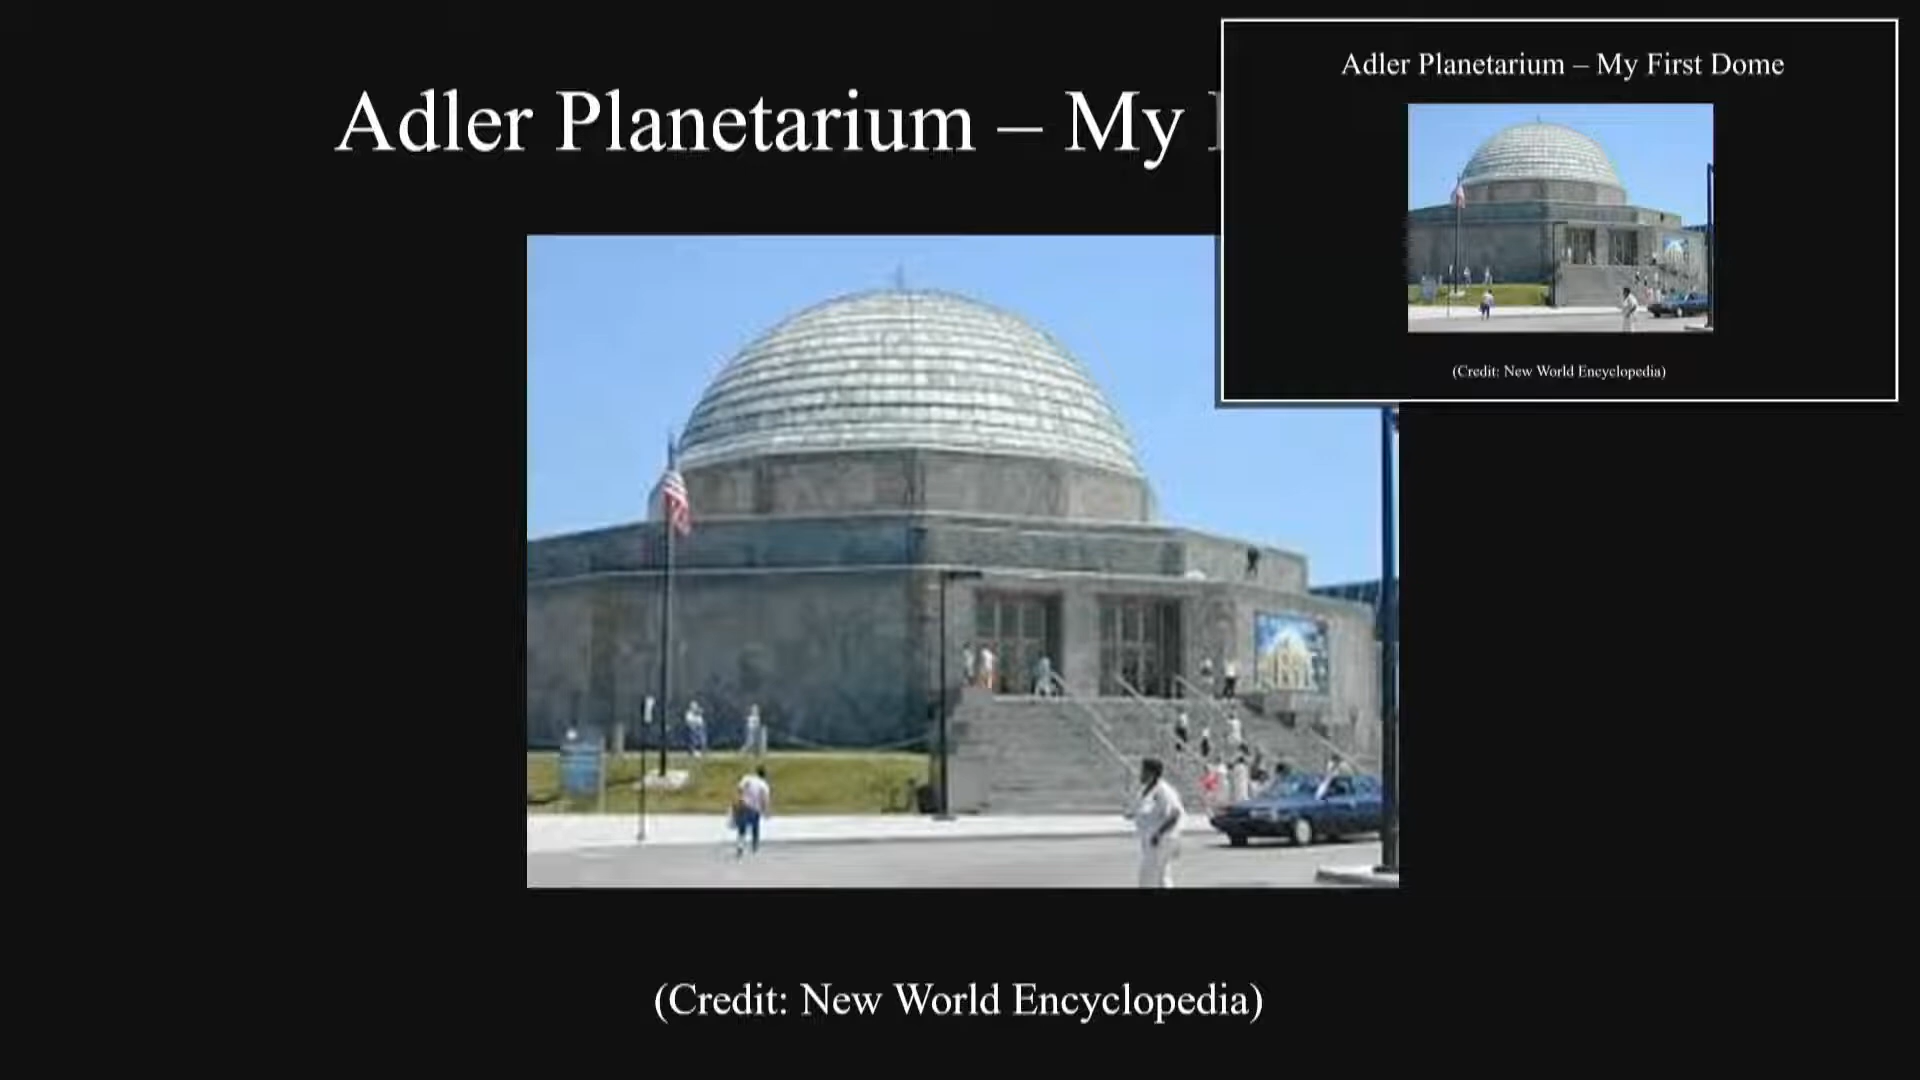 Adler Planetarium – My
(Credit: New World Encyclopedia)
Adler Planetarium – My First Dome
(Credit: New World Encyclopedia)